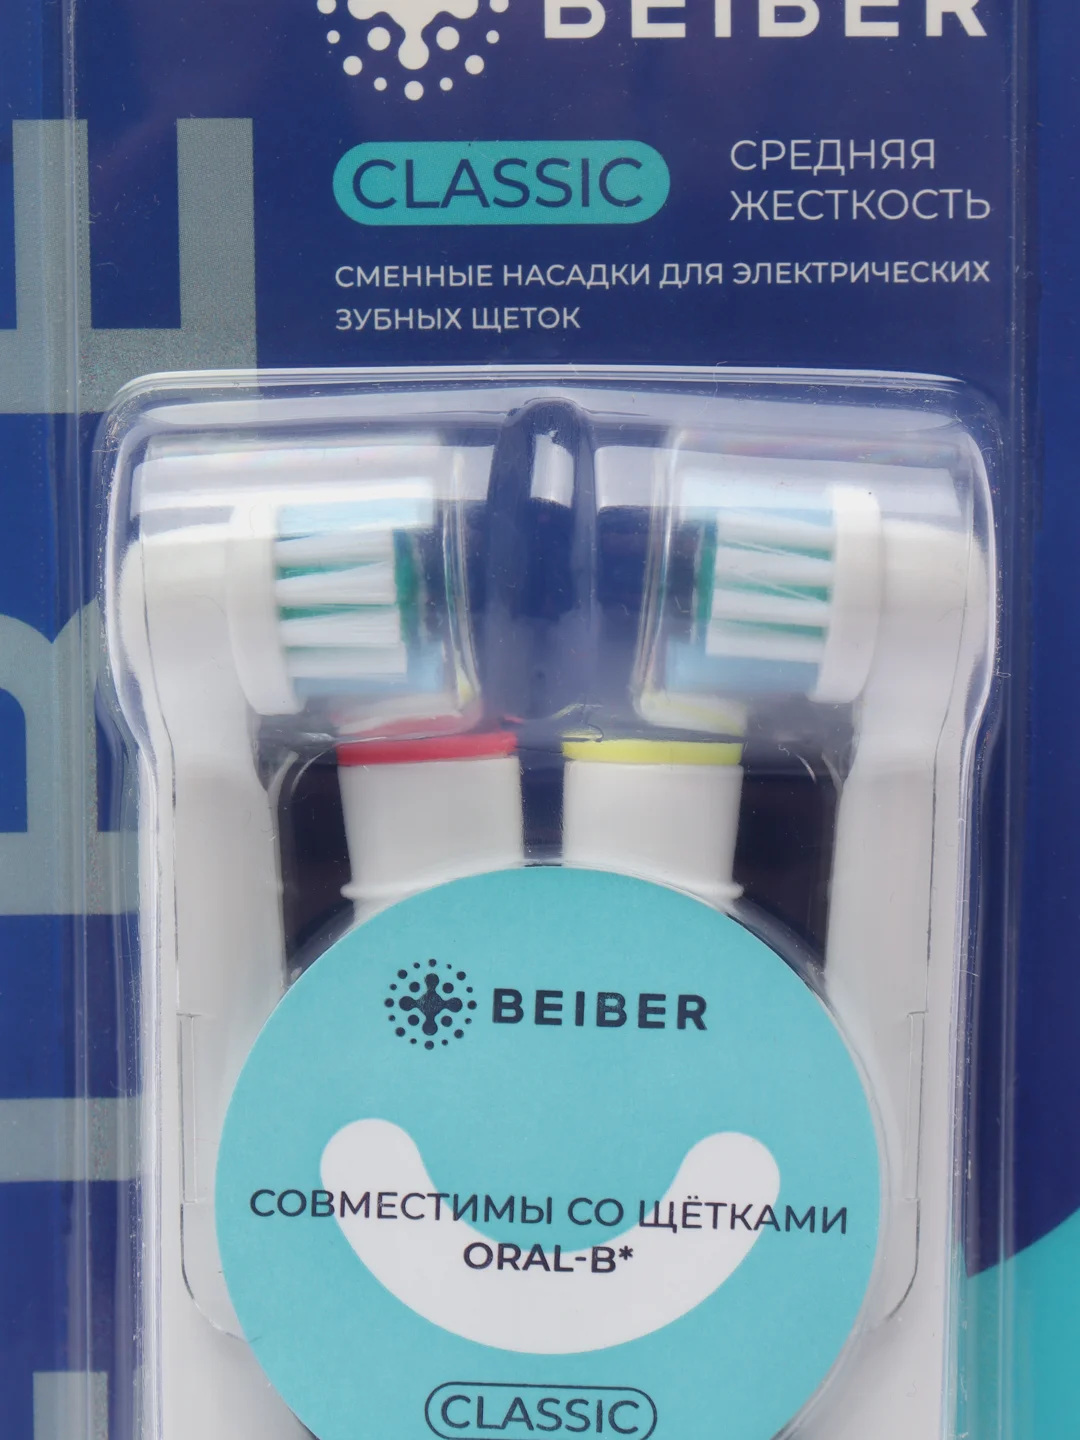 BEIBER
CLASSIC
СРЕДНЯЯ
ЖЕСТКОСТЬ
СМЕННЫЕ НАСАДКИ ДЛЯ ЭЛЕКТРИЧЕСКИХ
ЗУБНЫХ ЩЕТОК
BEIBER
СОВМЕСТИМЫ СО ЩЁТКАМИ
ORAL-B*
CLASSIC